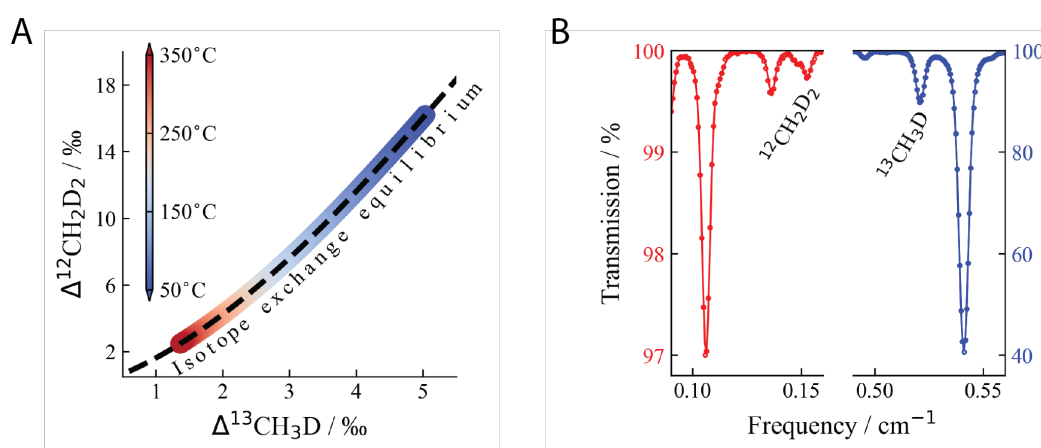 A
B
350°C
250°C
150°C
50°C
18
14
10
6
2
Δ¹²CH₂D₂ / ‰
1
2
3
4
5
Δ¹³CH₃D / ‰
Isotope exchange equilibrium
100
99
98
97
Transmission / %
¹²CH₂D₂
¹³CH₃D
100
80
60
40
0.10
0.15
0.50
0.55
Frequency / cm⁻¹